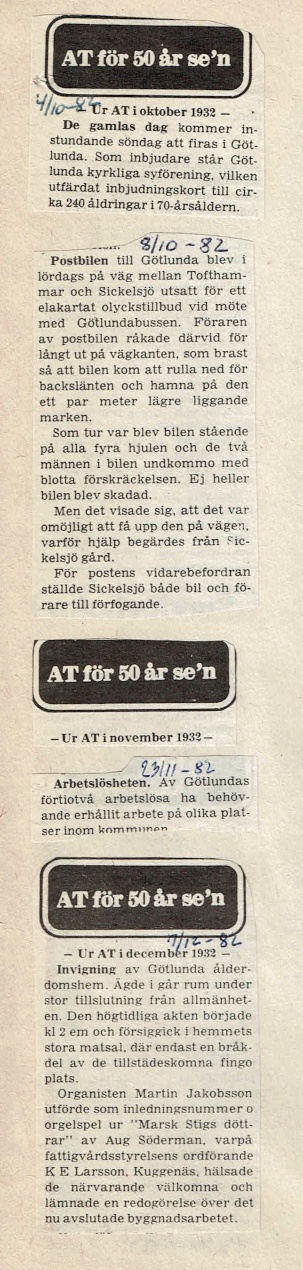 AT för 50 år se'n
4/10-82
Ur AT i oktober 1932 –
De gamlas dag kommer in-
stundande söndag att firas i Göt-
lunda. Som inbjudare står Göt-
lunda kyrkliga syförening, vilken
utfärdat inbjudningskort till cir-
ka 240 åldringar i 70-årsåldern.
8/10-82
Postbilen till Götlunda blev i
lördags på väg mellan Toftham-
mar och Sickelsjö utsatt för ett
elakartat olyckstillbud vid möte
med Götlundabussen. Föraren
av postbilen råkade därvid för
långt ut på vägkanten, som brast
så att bilen kom att rulla ned för
backslänten och hamna på den
ett par meter lägre liggande
marken.
Som tur var blev bilen stående
på alla fyra hjulen och de två
männen i bilen undkommo med
blotta förskräckelsen. Ej heller
bilen blev skadad.
Men det visade sig, att det var
omöjligt att få upp den på vägen,
varför hjälp begärdes från Sic-
kelsjö gård.
För postens vidarebefordran
ställde Sickelsjö både bil och fö-
rare till förfogande.
AT för 50 år se'n
– Ur AT i november 1932 –
23/11-82
Arbetslösheten. Av Götlundas
förtiotvå arbetslösa ha behöv-
ande erhållit arbete på olika plat-
ser inom kommunen
AT för 50 år se'n
7/12-82
– Ur AT i december 1932 –
Invigning av Götlunda ålder-
domshem. Ägde i går rum under
stor tillslutning från allmänhet-
en. Den högtidliga akten började
kl 2 em och försiggick i hemmets
stora matsal, där endast en bråk-
del av de tillstädeskomna fingo
plats.
Organisten Martin Jakobsson
utförde som inledningsnummer o
orgelspel ur "Marsk Stigs dött-
rar" av Aug Söderman, varpå
fattigvårdsstyrelsens ordförande
K E Larsson, Kuggenäs, hälsade
de närvarande välkomna och
lämnade en redogörelse över det
nu avslutade byggnadsarbetet.